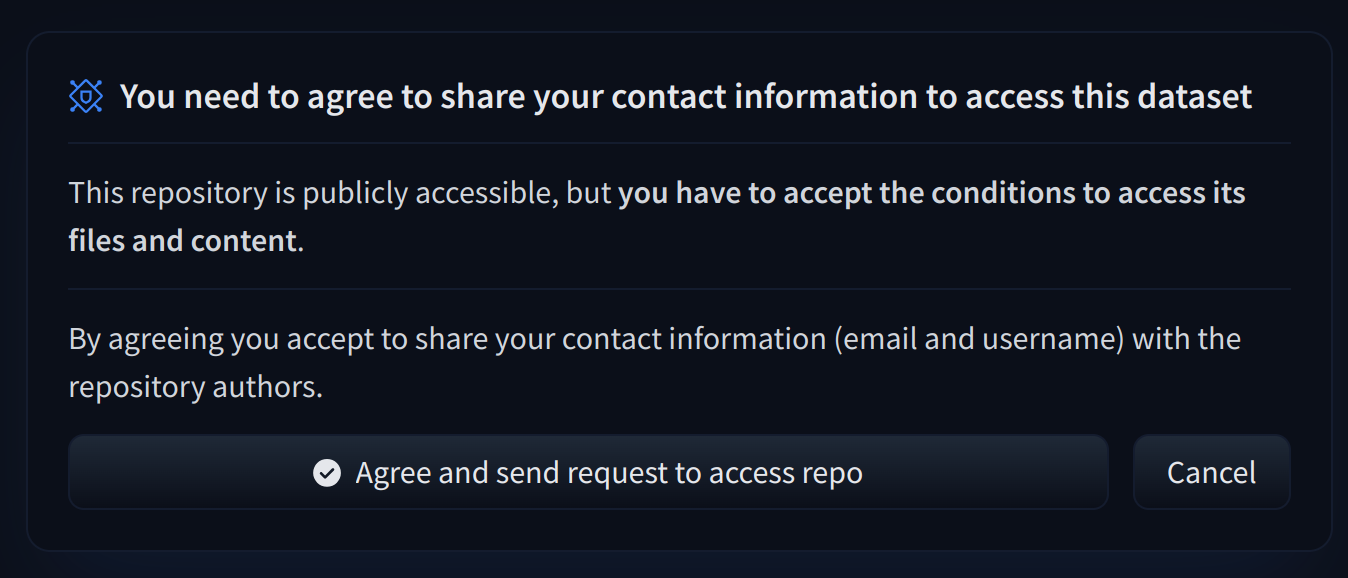 You need to agree to share your contact information to access this dataset
This repository is publicly accessible, but you have to accept the conditions to access its
files and content.
By agreeing you accept to share your contact information (email and username) with the
repository authors.
Agree and send request to access repo
Cancel